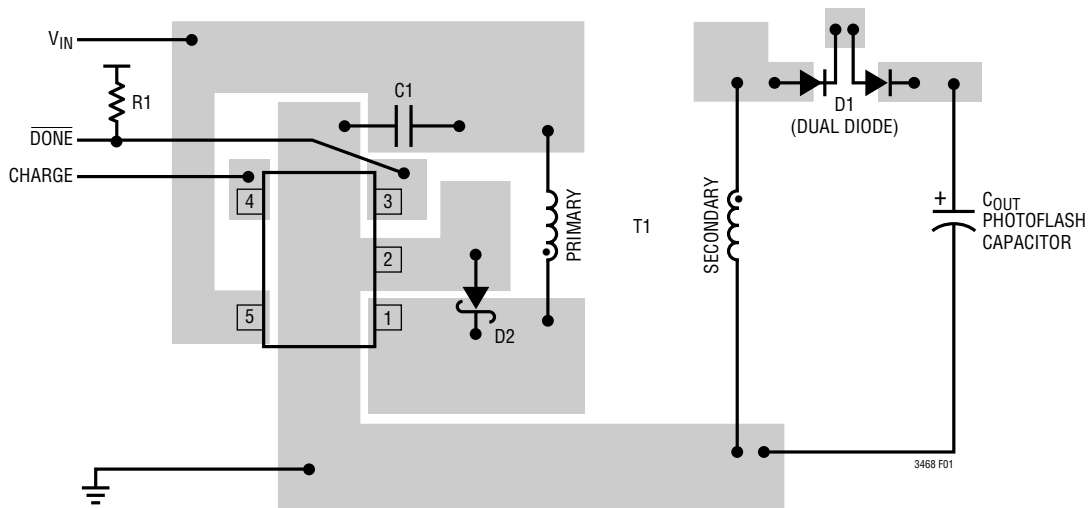 VIN
R1
DONE
CHARGE
C1
4
3
2
5
1
D2
PRIMARY
T1
SECONDARY
D1
(DUAL DIODE)
+
COUT
PHOTOFLASH
CAPACITOR
3468 F01